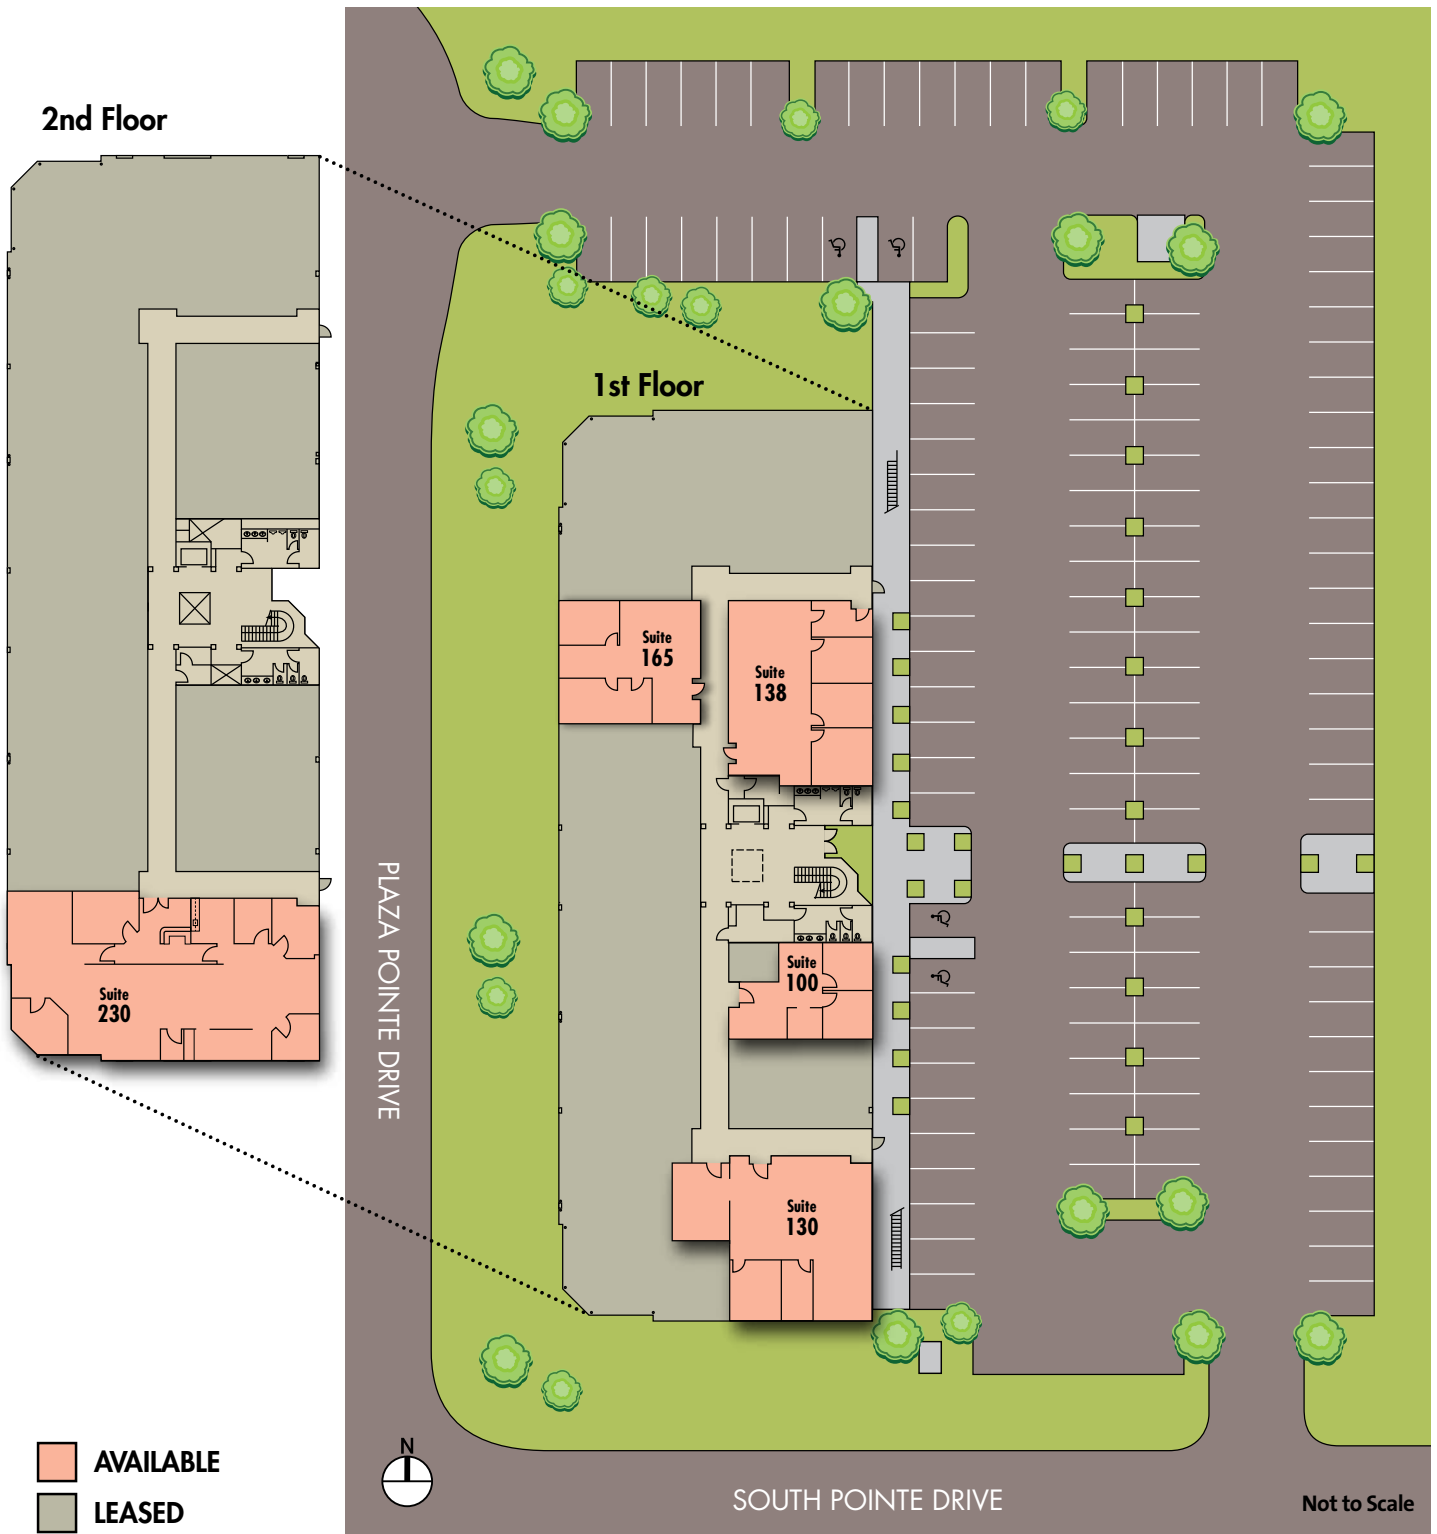 2nd Floor
1st Floor
Suite
165
Suite
138
Suite
100
Suite
230
Suite
130
PLAZA POINTE DRIVE
AVAILABLE
LEASED
N
SOUTH POINTE DRIVE
Not to Scale